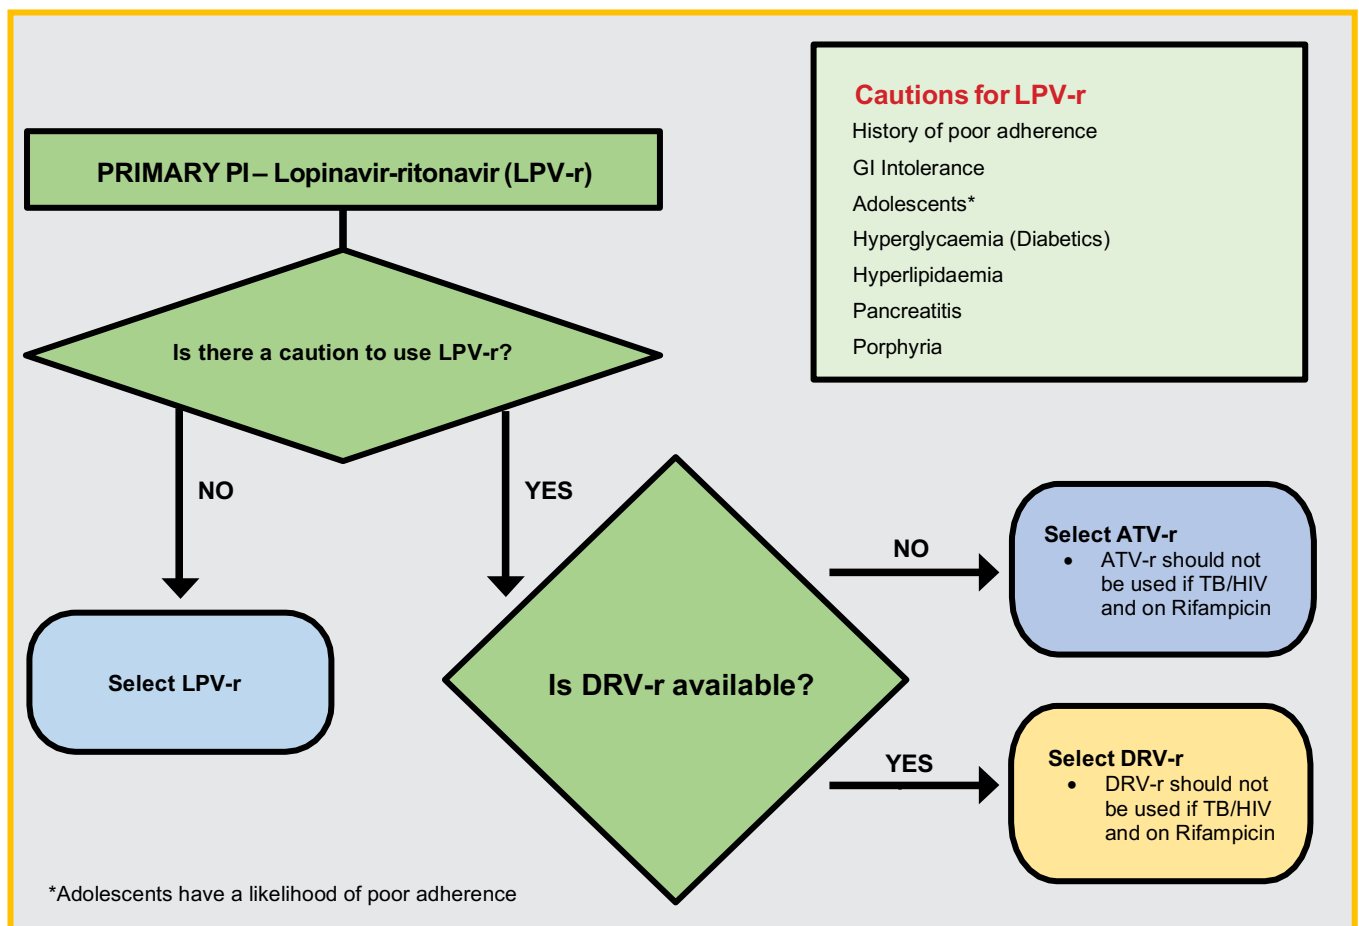 PRIMARY PI – Lopinavir-ritonavir (LPV-r)
Is there a caution to use LPV-r?
NO
YES
Select LPV-r
Is DRV-r available?
NO
YES
Cautions for LPV-r
History of poor adherence
GI Intolerance
Adolescents*
Hyperglycaemia (Diabetics)
Hyperlipidaemia
Pancreatitis
Porphyria
Select ATV-r
• ATV-r should not
be used if TB/HIV
and on Rifampicin
Select DRV-r
• DRV-r should not
be used if TB/HIV
and on Rifampicin
*Adolescents have a likelihood of poor adherence